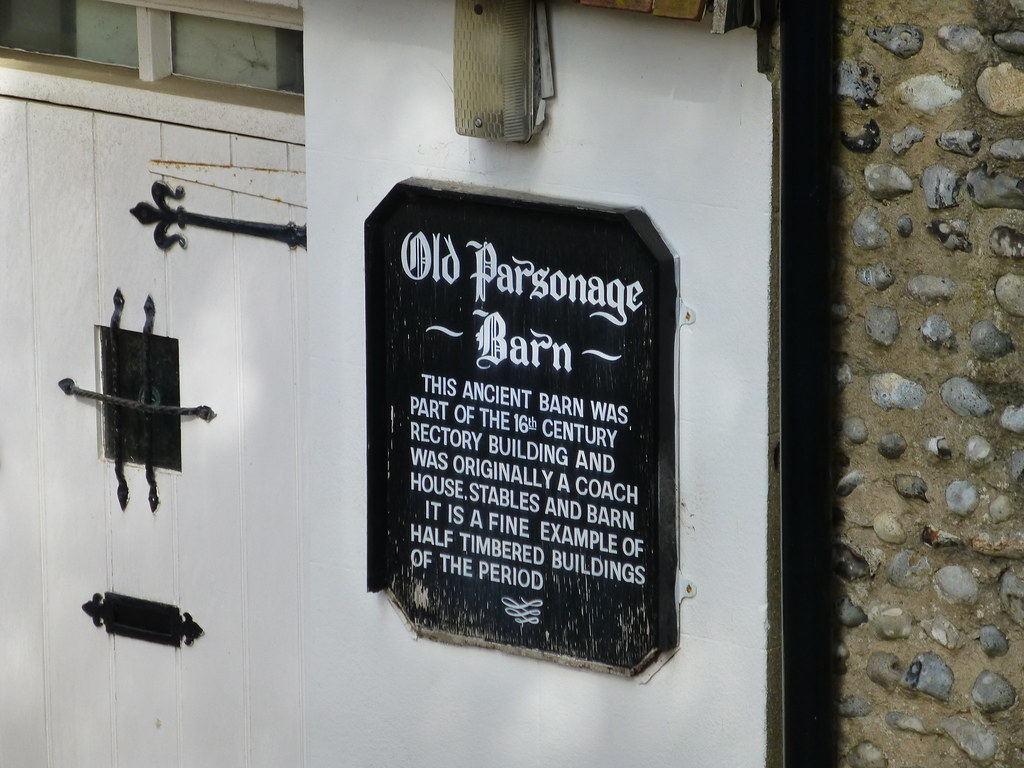 Old Parsonage
~ Barn ~
THIS ANCIENT BARN WAS
PART OF THE 16th CENTURY
RECTORY BUILDING AND
WAS ORIGINALLY A COACH
HOUSE, STABLES AND BARN
IT IS A FINE EXAMPLE OF
HALF TIMBERED BUILDINGS
OF THE PERIOD